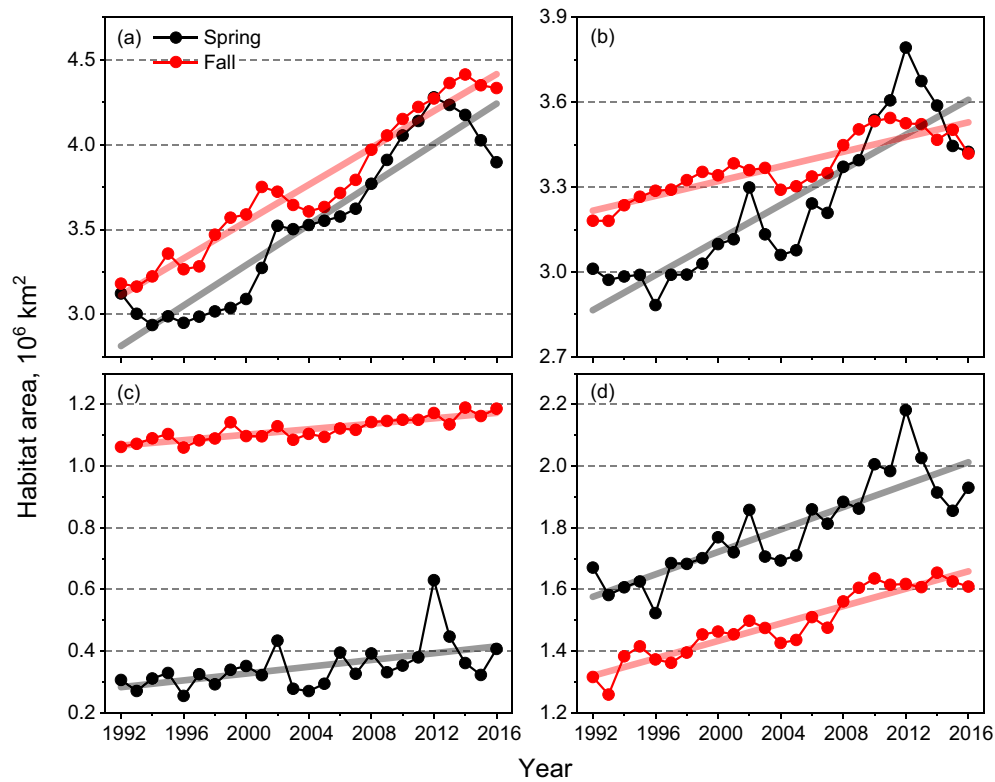 (a)
Spring
Fall
4.5
4.0
3.5
3.0
(b)
3.9
3.6
3.3
3.0
2.7
Habitat area, 10⁶ km²
(c)
1.2
1.0
0.8
0.6
0.4
0.2
1992 1996 2000 2004 2008 2012 2016
(d)
2.2
2.0
1.8
1.6
1.4
1.2
1992 1996 2000 2004 2008 2012 2016
Year